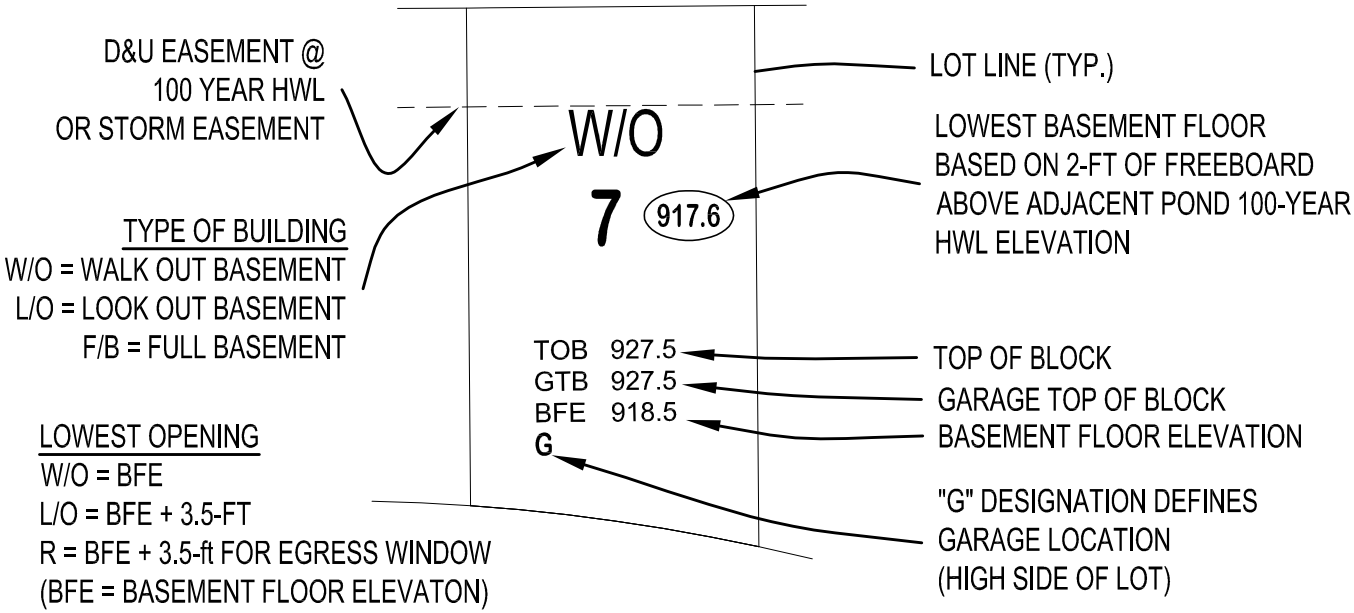 D&U EASEMENT @
100 YEAR HWL
OR STORM EASEMENT
TYPE OF BUILDING
W/O = WALK OUT BASEMENT
L/O = LOOK OUT BASEMENT
F/B = FULL BASEMENT
LOWEST OPENING
W/O = BFE
L/O = BFE + 3.5-FT
R = BFE + 3.5-ft FOR EGRESS WINDOW
(BFE = BASEMENT FLOOR ELEVATON)
W/O
7 917.6
TOB 927.5
GTB 927.5
BFE 918.5
G
LOT LINE (TYP.)
LOWEST BASEMENT FLOOR
BASED ON 2-FT OF FREEBOARD
ABOVE ADJACENT POND 100-YEAR
HWL ELEVATION
TOP OF BLOCK
GARAGE TOP OF BLOCK
BASEMENT FLOOR ELEVATION
"G" DESIGNATION DEFINES
GARAGE LOCATION
(HIGH SIDE OF LOT)